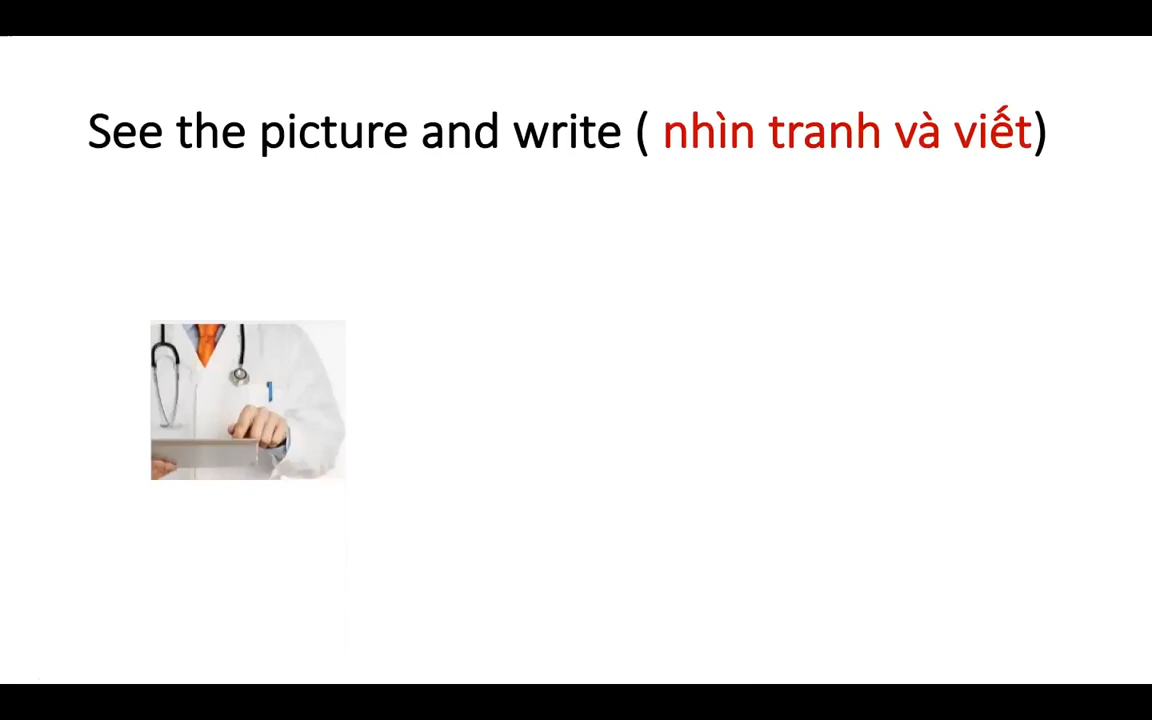 See the picture and write ( nhìn tranh và viết)